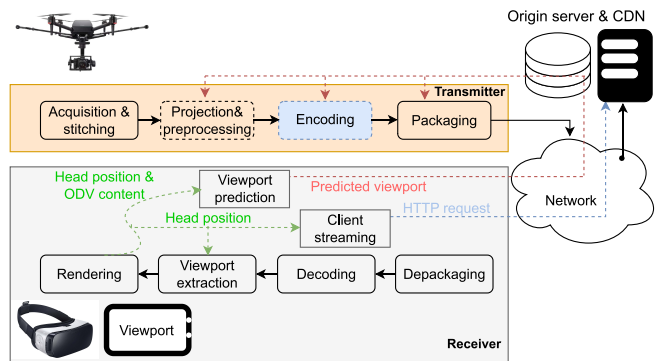 Origin server & CDN
Transmitter
Acquisition &
stitching
Projection&
preprocessing
Encoding
Packaging
Head position &
ODV content
Viewport
prediction
Predicted viewport
Network
Head position
Client
streaming
HTTP request
Rendering
Viewport
extraction
Decoding
Depackaging
Viewport
Receiver